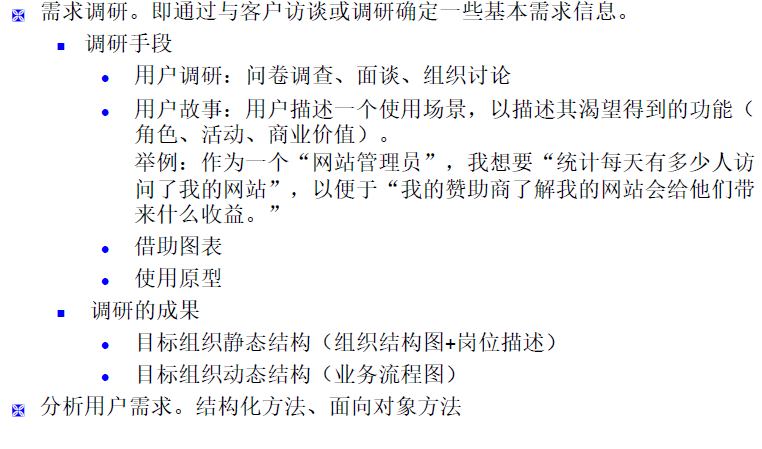 需求调研。即通过与客户访谈或调研确定一些基本需求信息。
调研手段
用户调研：问卷调查、面谈、组织讨论
用户故事：用户描述一个使用场景，以描述其渴望得到的功能（
角色、活动、商业价值）。
举例：作为一个“网站管理员”，我想要“统计每天有多少人访
问了我的网站”，以便于“我的赞助商了解我的网站会给他们带
来什么收益。”
借助图表
使用原型
调研的成果
目标组织静态结构（组织结构图+岗位描述）
目标组织动态结构（业务流程图）
分析用户需求。结构化方法、面向对象方法